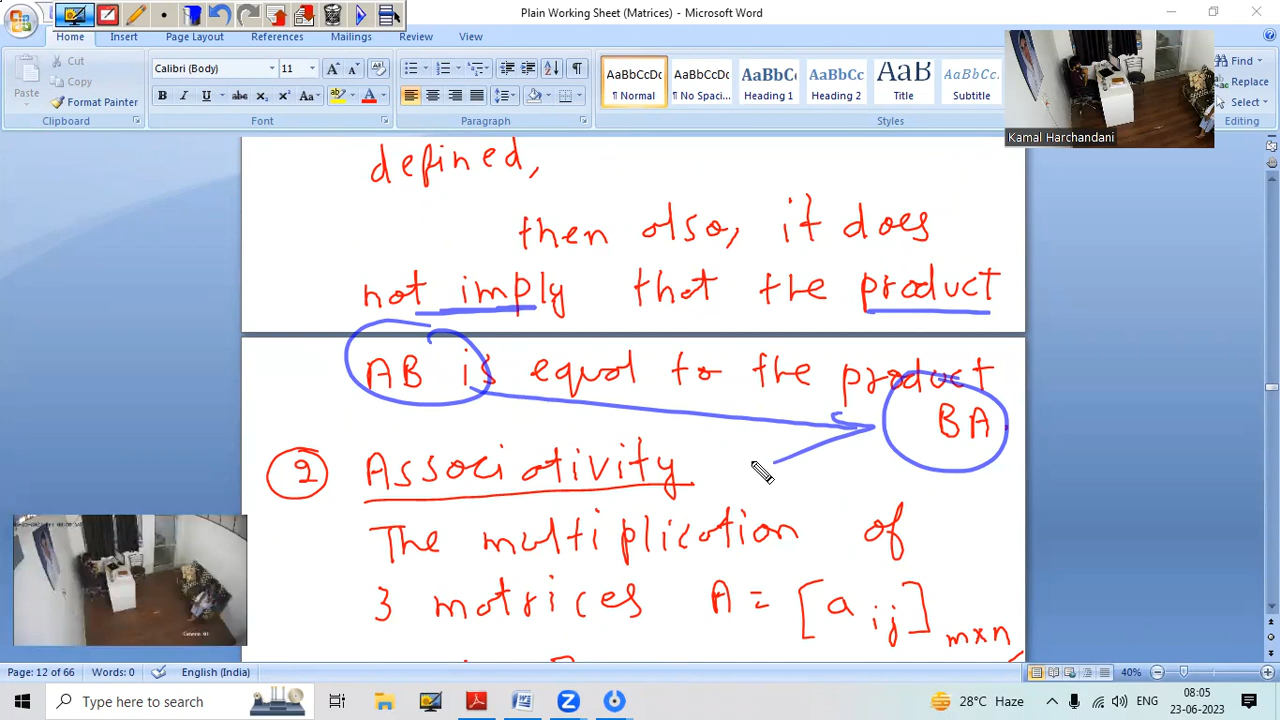 Plain Working Sheet (Matrices) - Microsoft Word
Home Insert Page Layout References Mailings Review View
Cut
Copy
Format Painter
Paste
Clipboard
Calibri (Body) 11
Font
Paragraph
AaBbCcDc AaBbCcDc AaBbCc AaBbCc AaB AaBbCc
¶ Normal ¶ No Spaci... Heading 1 Heading 2 Title Subtitle
Styles
Find
Replace
Select
Editing
Kamal Harchandani
defined,
then also, it does
not imply that the product
AB is equal to the product
BA
2 Associativity
The multiplication of
3 matrices A = [a ij] m×n
Page: 12 of 66 Words: 0 English (India) 40%
Type here to search
28°C Haze ENG 08:05
23-06-2023